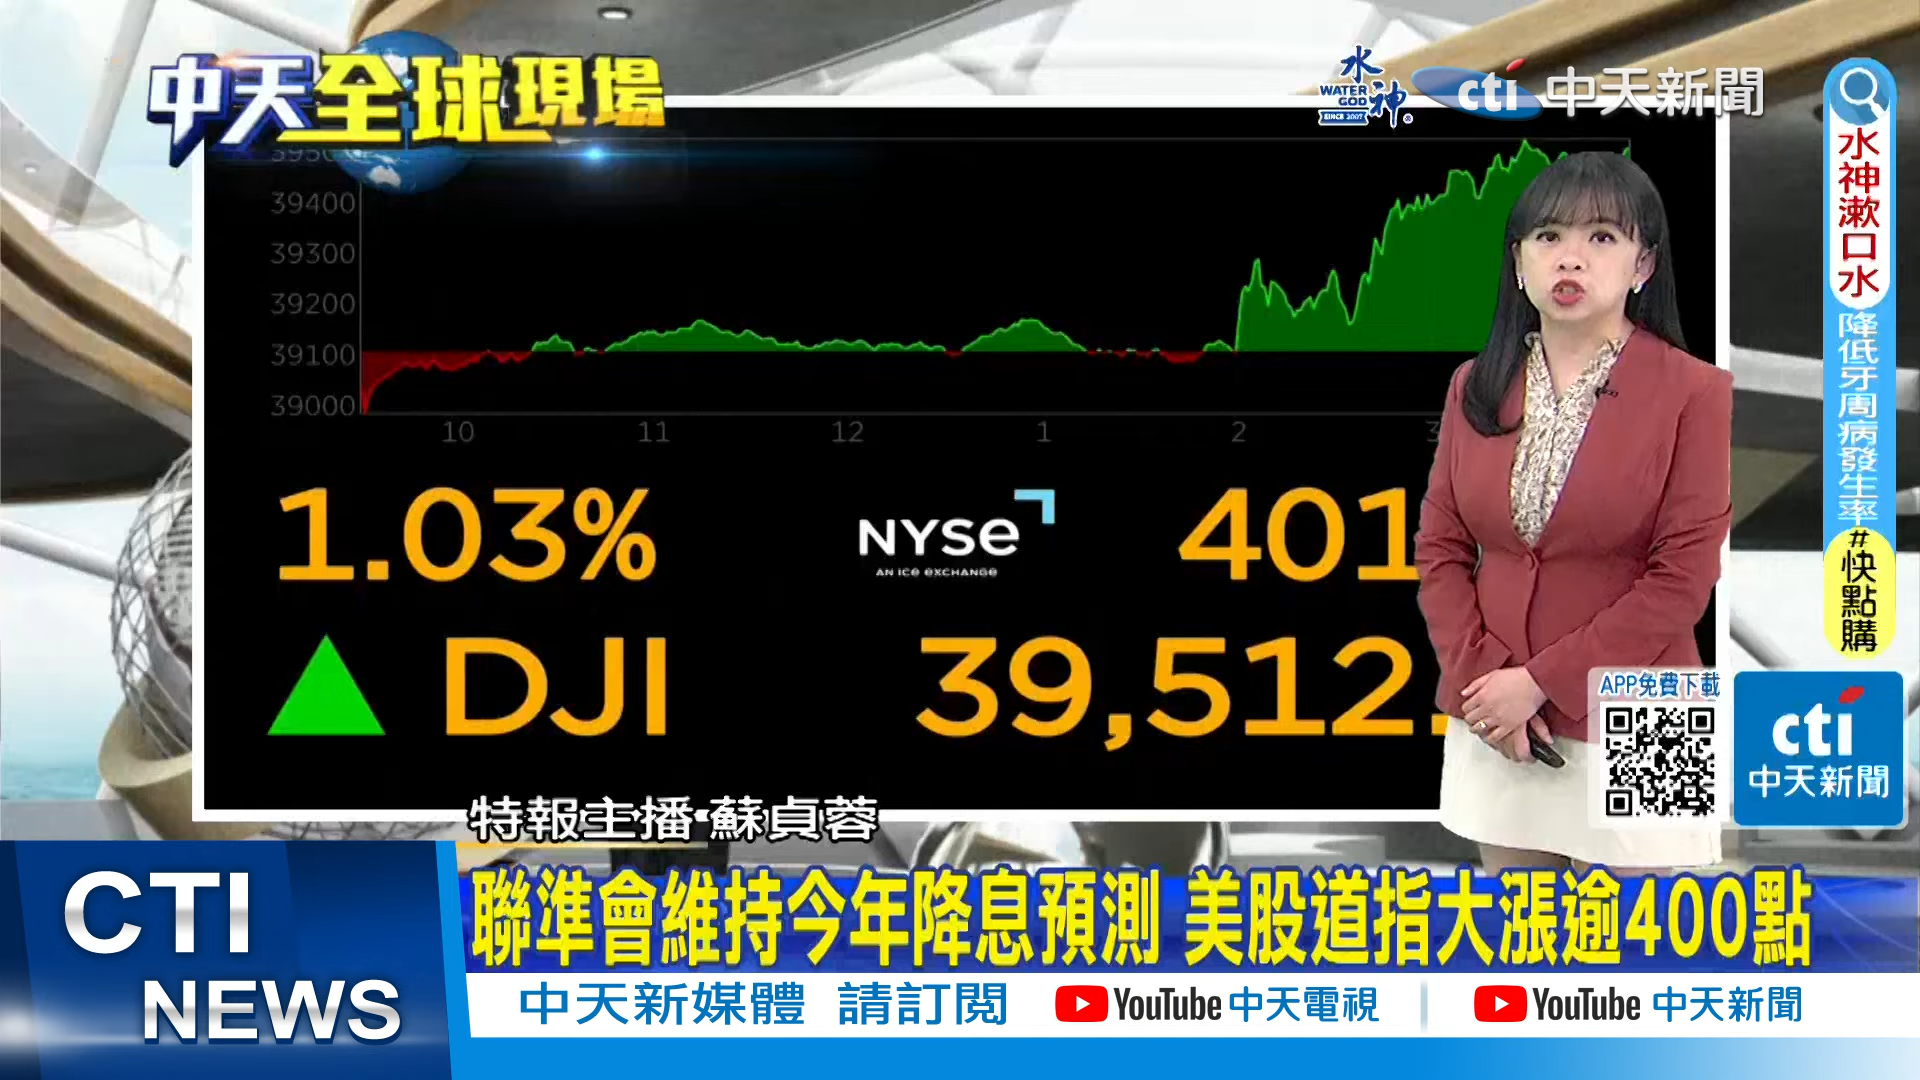 中天全球現場
水神
WATER GOD
SINCE 2007
cti 中天新聞
39400
39300
39200
39100
39000
10 11 12 1 2 3
1.03% NYSE 401
AN ICE EXCHANGE
DJI 39,512.
水神漱口水
降低牙周病發生率
#快點購
APP免費下載
cti
中天新聞
特報主播 蘇貞蓉
CTI
NEWS
聯準會維持今年降息預測 美股道指大漲逾400點
中天新媒體 請訂閱 YouTube 中天電視 YouTube 中天新聞